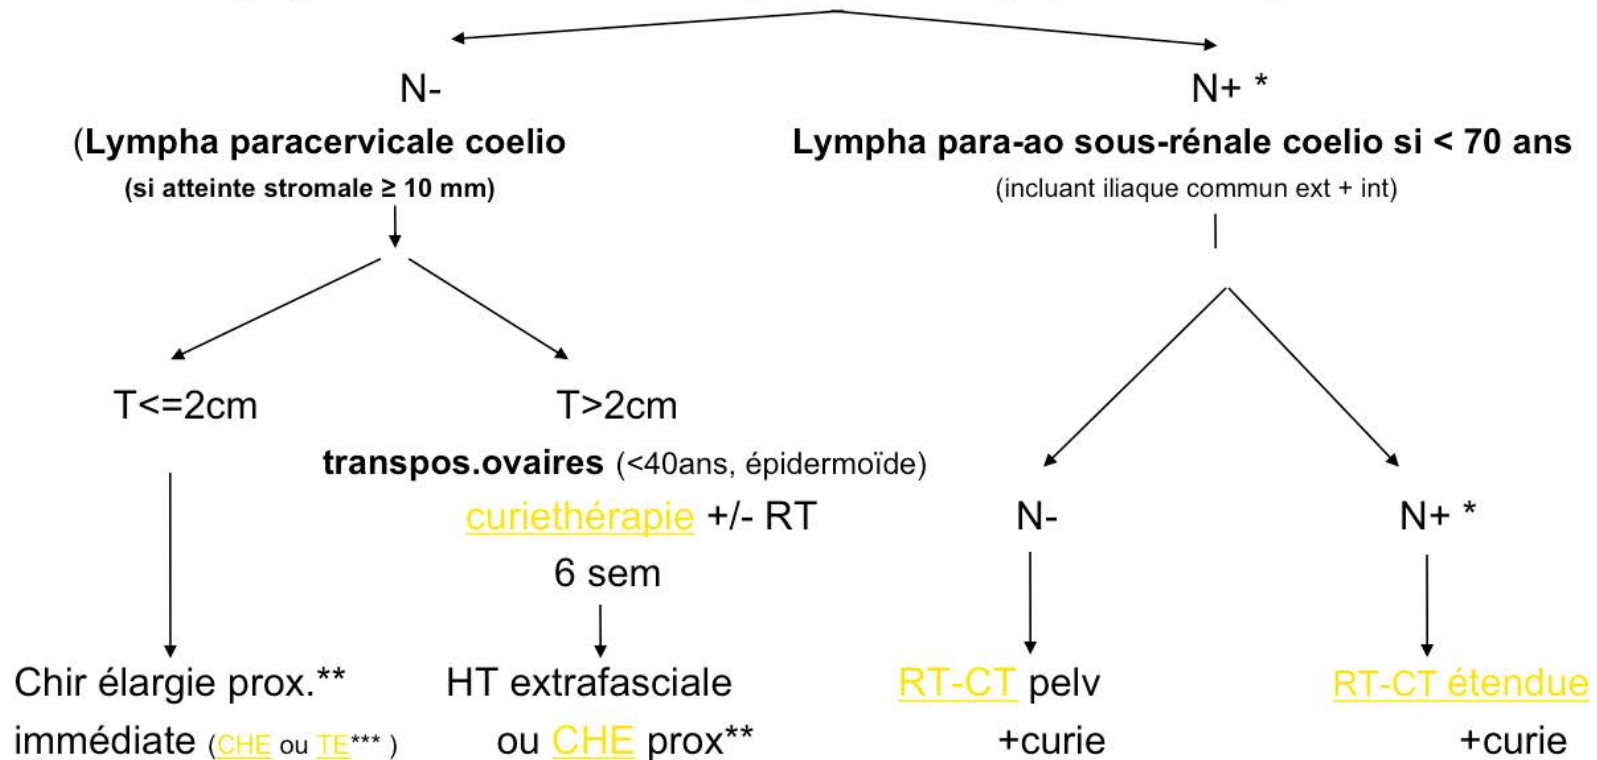 N-
(Lympha paracervicale coelio
(si atteinte stromale ≥ 10 mm)
N+ *
Lympha para-ao sous-rénale coelio si < 70 ans
(incluant iliaque commun ext + int)
T<=2cm
T>2cm
transpos.ovaires (<40ans, épidermoïde)
curiethérapie +/- RT
6 sem
N-
N+ *
Chir élargie prox.**
immédiate (CHE ou TE*** )
HT extrafasciale
ou CHE prox**
RT-CT pelv
+curie
RT-CT étendue
+curie